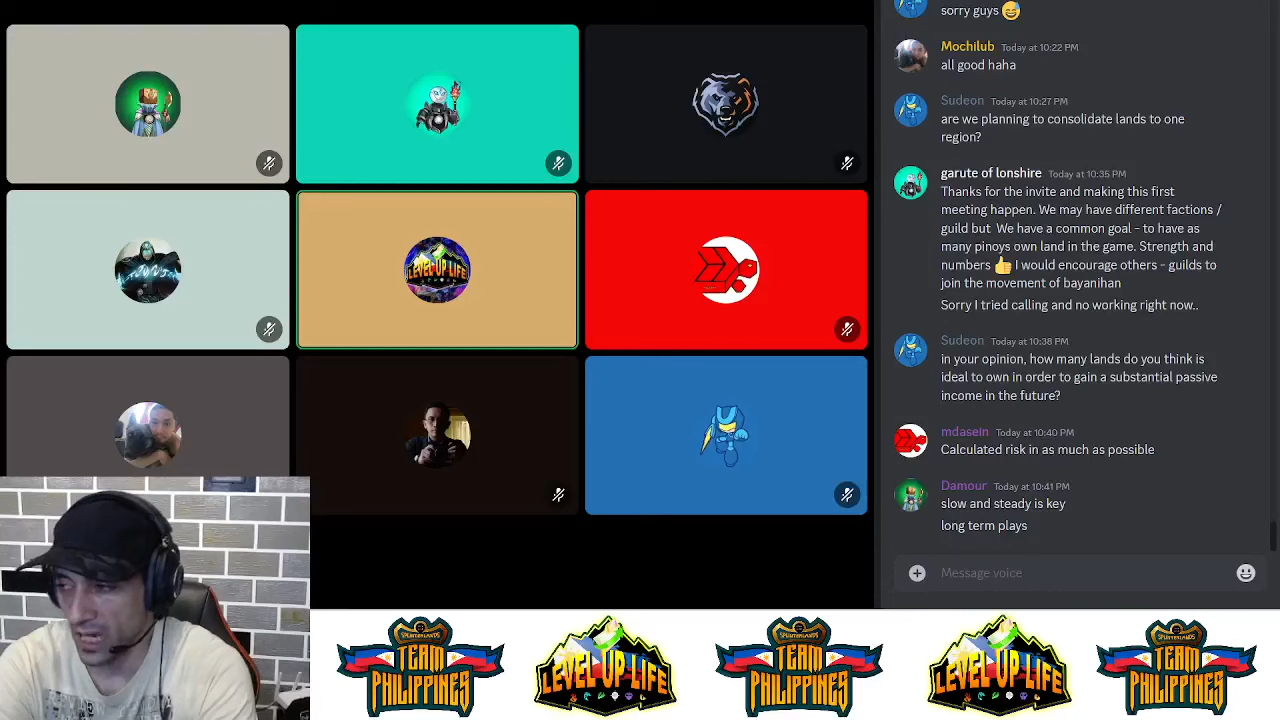 sorry guys 😅
Mochilub Today at 10:22 PM
all good haha
Sudeon Today at 10:27 PM
are we planning to consolidate lands to one
region?
garute of lonshire Today at 10:35 PM
Thanks for the invite and making this first
meeting happen. We may have different factions /
guild but We have a common goal - to have as
many pinoys own land in the game. Strength and
numbers 👍 I would encourage others - guilds to
join the movement of bayanihan
Sorry I tried calling and no working right now..
Sudeon Today at 10:38 PM
in your opinion, how many lands do you think is
ideal to own in order to gain a substantial passive
income in the future?
mdasein Today at 10:40 PM
Calculated risk in as much as possible
Damour Today at 10:41 PM
slow and steady is key
long term plays
Message voice
LEVEL UP LIFE
SPLINTERLANDS
TEAM
PHILIPPINES
LEVEL UP LIFE
SPLINTERLANDS
TEAM
PHILIPPINES
LEVEL UP LIFE
SPLINTERLANDS
TEAM
PHILIPPINES